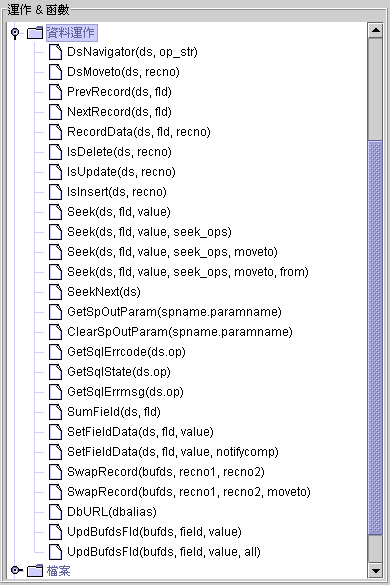 運作 & 函數
資料運作
DsNavigator(ds, op_str)
DsMoveto(ds, recno)
PrevRecord(ds, fld)
NextRecord(ds, fld)
RecordData(ds, fld, recno)
IsDelete(ds, recno)
IsUpdate(ds, recno)
IsInsert(ds, recno)
Seek(ds, fld, value)
Seek(ds, fld, value, seek_ops)
Seek(ds, fld, value, seek_ops, moveto)
Seek(ds, fld, value, seek_ops, moveto, from)
SeekNext(ds)
GetSpOutParam(spname.paramname)
ClearSpOutParam(spname.paramname)
GetSqlErrcode(ds.op)
GetSqlState(ds.op)
GetSqlErrmsg(ds.op)
SumField(ds, fld)
SetFieldData(ds, fld, value)
SetFieldData(ds, fld, value, notifycomp)
SwapRecord(bufds, recno1, recno2)
SwapRecord(bufds, recno1, recno2, moveto)
DbURL(dbalias)
UpdBufdsFld(bufds, field, value)
UpdBufdsFld(bufds, field, value, all)
檔案